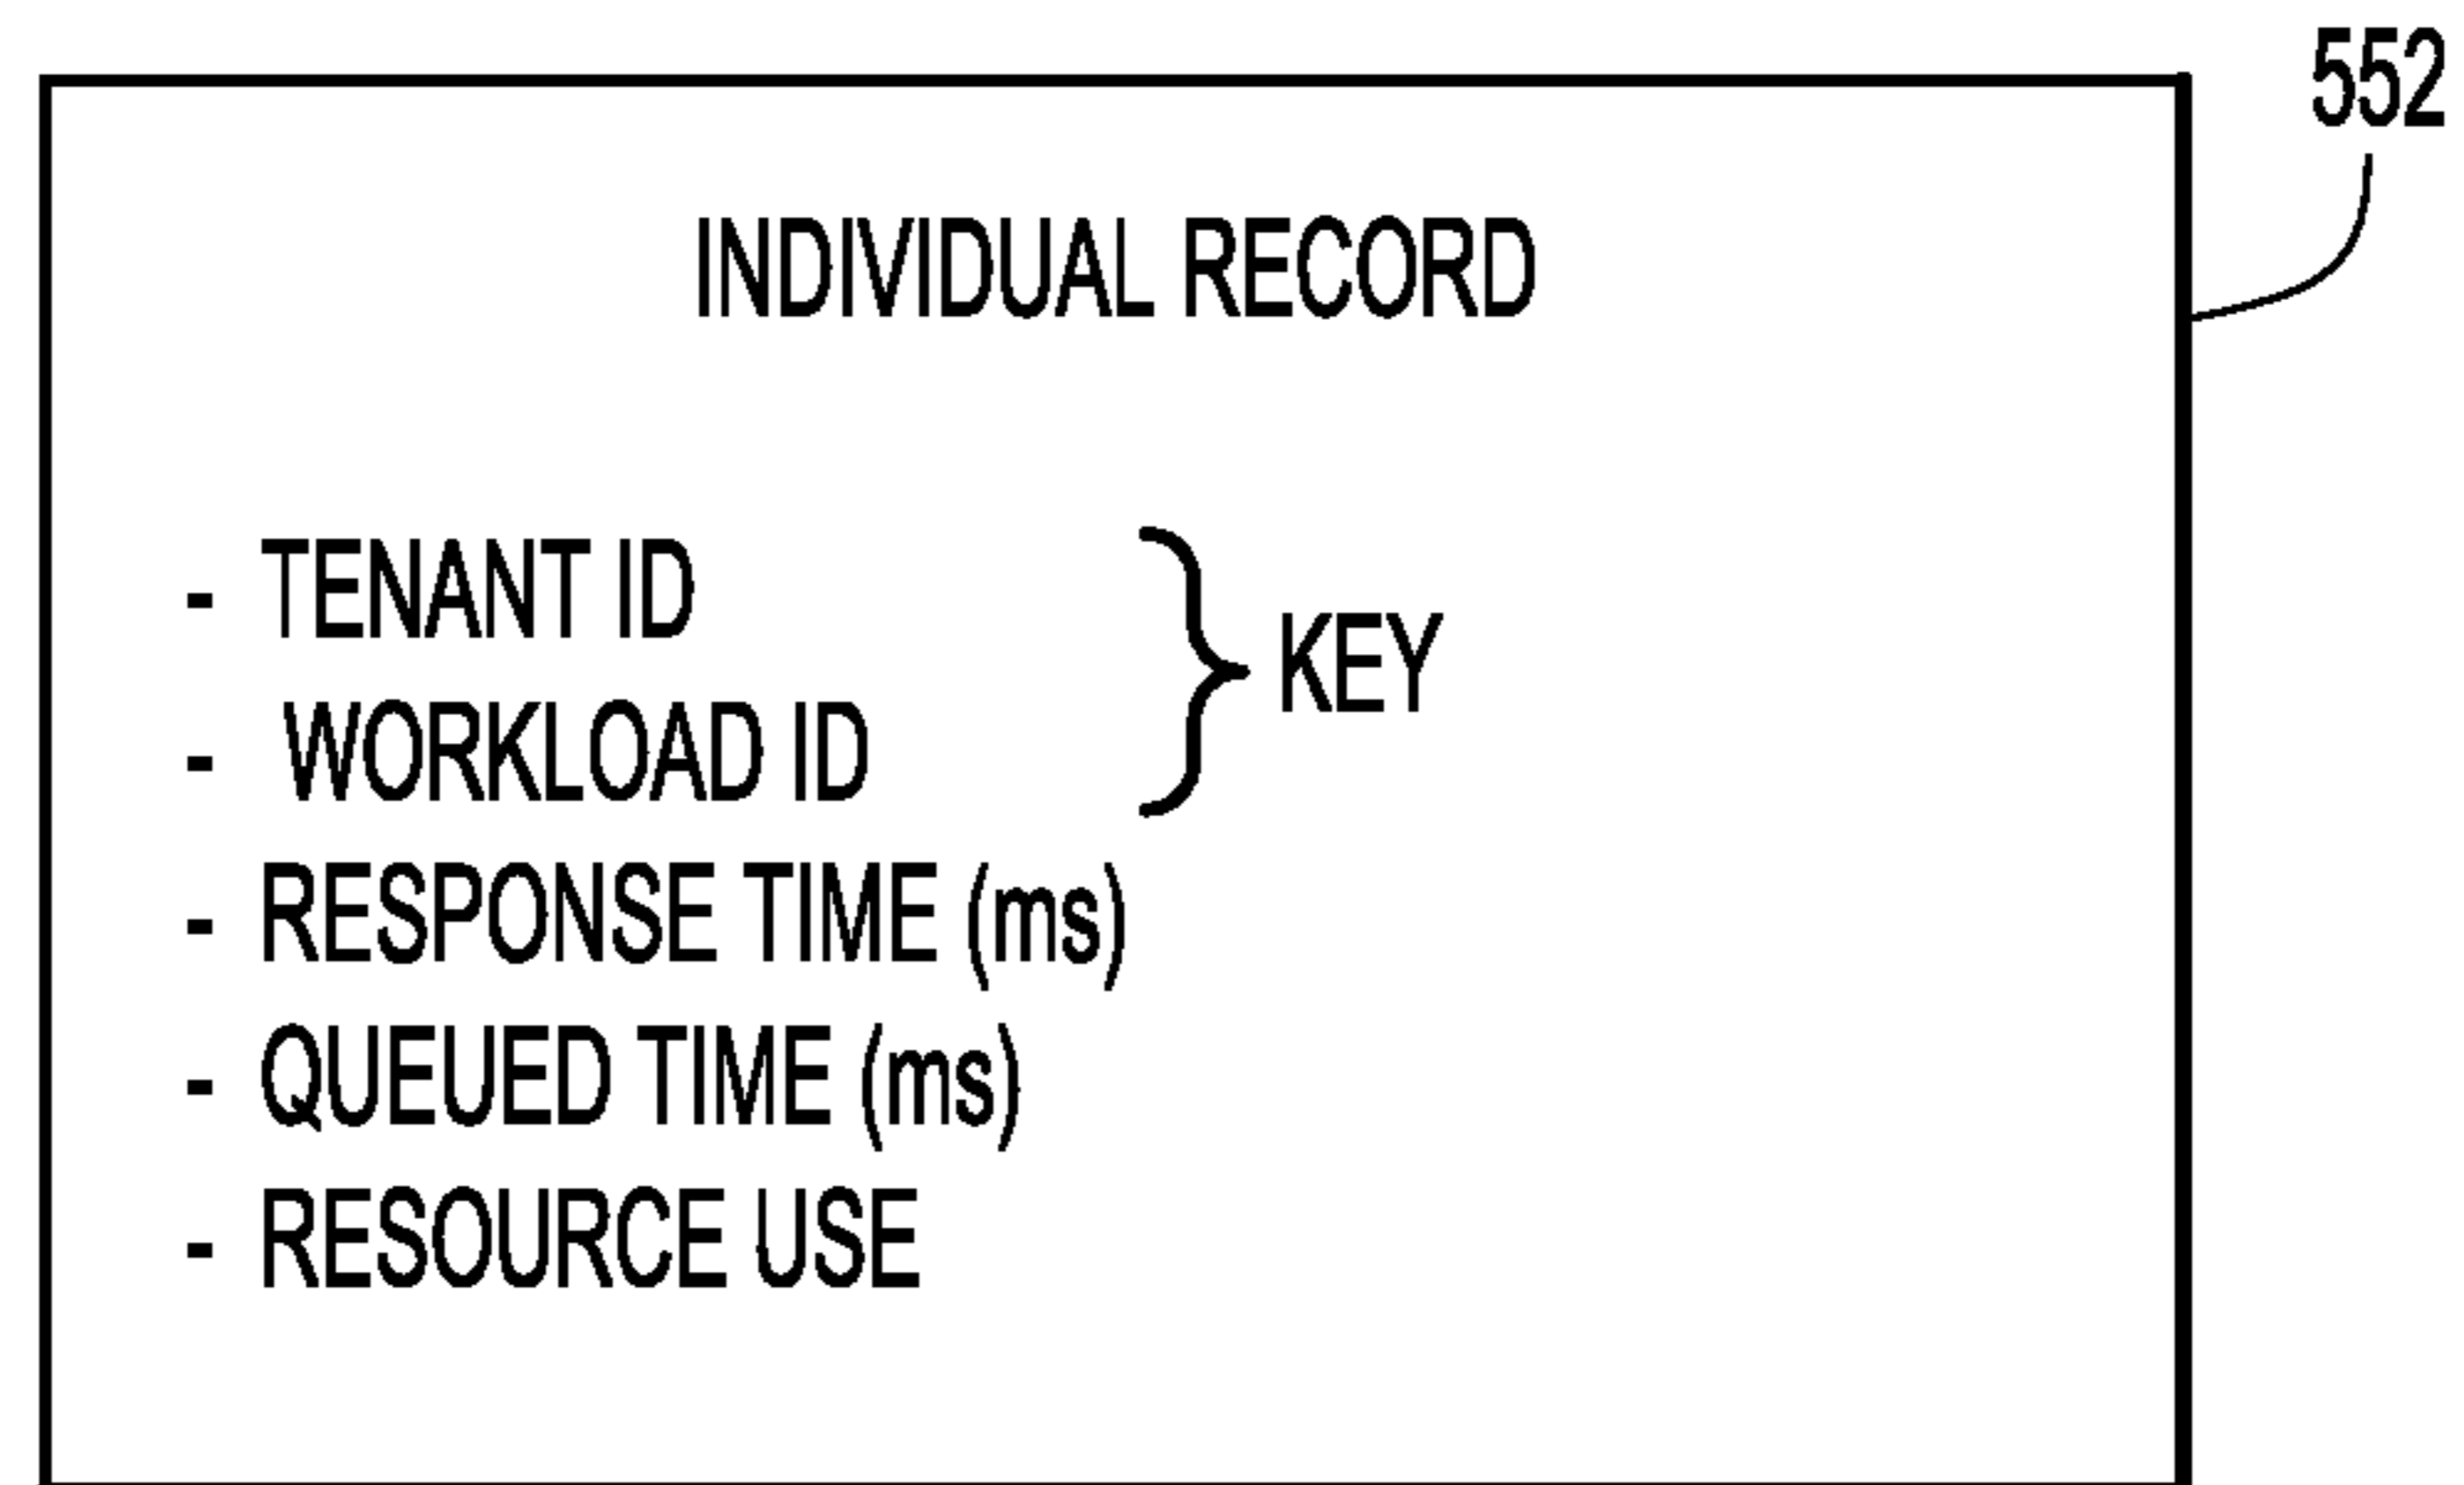 552
INDIVIDUAL RECORD
- TENANT ID
- WORKLOAD ID
KEY
- RESPONSE TIME (ms)
- QUEUED TIME (ms)
- RESOURCE USE